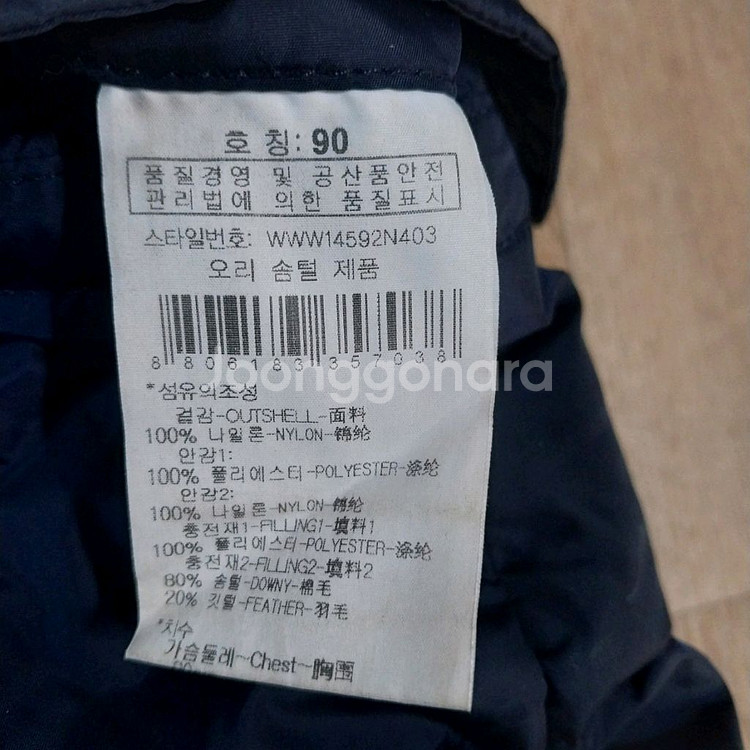 호 칭: 90
품질경영 및 공산품안전
관리법에 의한 품질표시
스타일번호: WWW14592N403
오리 솜털 제품
8 806183 357038
Joonggonara
*섬유의조성
겉감-OUTSHELL-面料
100% 나일론-NYLON-锦纶
안감1:
100% 폴리에스터-POLYESTER-涤纶
안감2:
100% 나일론-NYLON-锦纶
충전재1-FILLING1-填料1
100% 폴리에스터-POLYESTER-涤纶
충전재2-FILLING2-填料2
80% 솜털-DOWNY-棉毛
20% 깃털-FEATHER-羽毛
*치수
가슴둘레~Chest~胸围